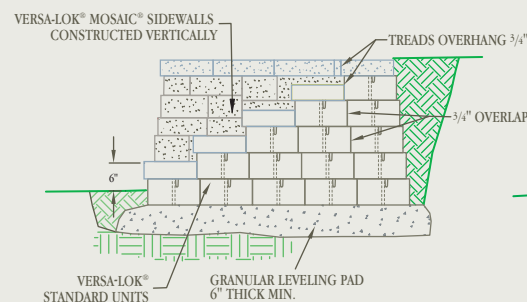 VERSA-LOK® MOSAIC® SIDEWALLS
CONSTRUCTED VERTICALLY
TREADS OVERHANG 3/4"
3/4" OVERLAP
6"
VERSA-LOK®
STANDARD UNITS
GRANULAR LEVELING PAD
6" THICK MIN.